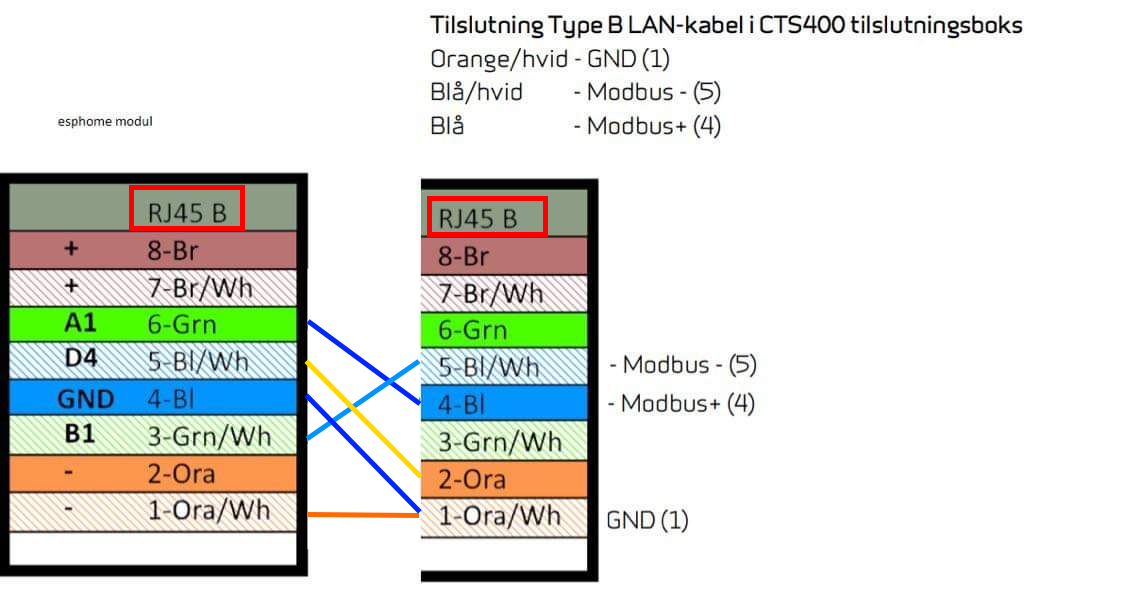 Tilslutning Type B LAN-kabel i CTS400 tilslutningsboks
Orange/hvid - GND (1)
Blå/hvid - Modbus - (5)
Blå - Modbus+ (4)
esphome modul
RJ45 B
+ 8-Br
+ 7-Br/Wh
A1 6-Grn
D4 5-Bl/Wh
GND 4-Bl
B1 3-Grn/Wh
- 2-Ora
- 1-Ora/Wh
RJ45 B
8-Br
7-Br/Wh
6-Grn
5-Bl/Wh - Modbus - (5)
4-Bl - Modbus+ (4)
3-Grn/Wh
2-Ora
1-Ora/Wh GND (1)